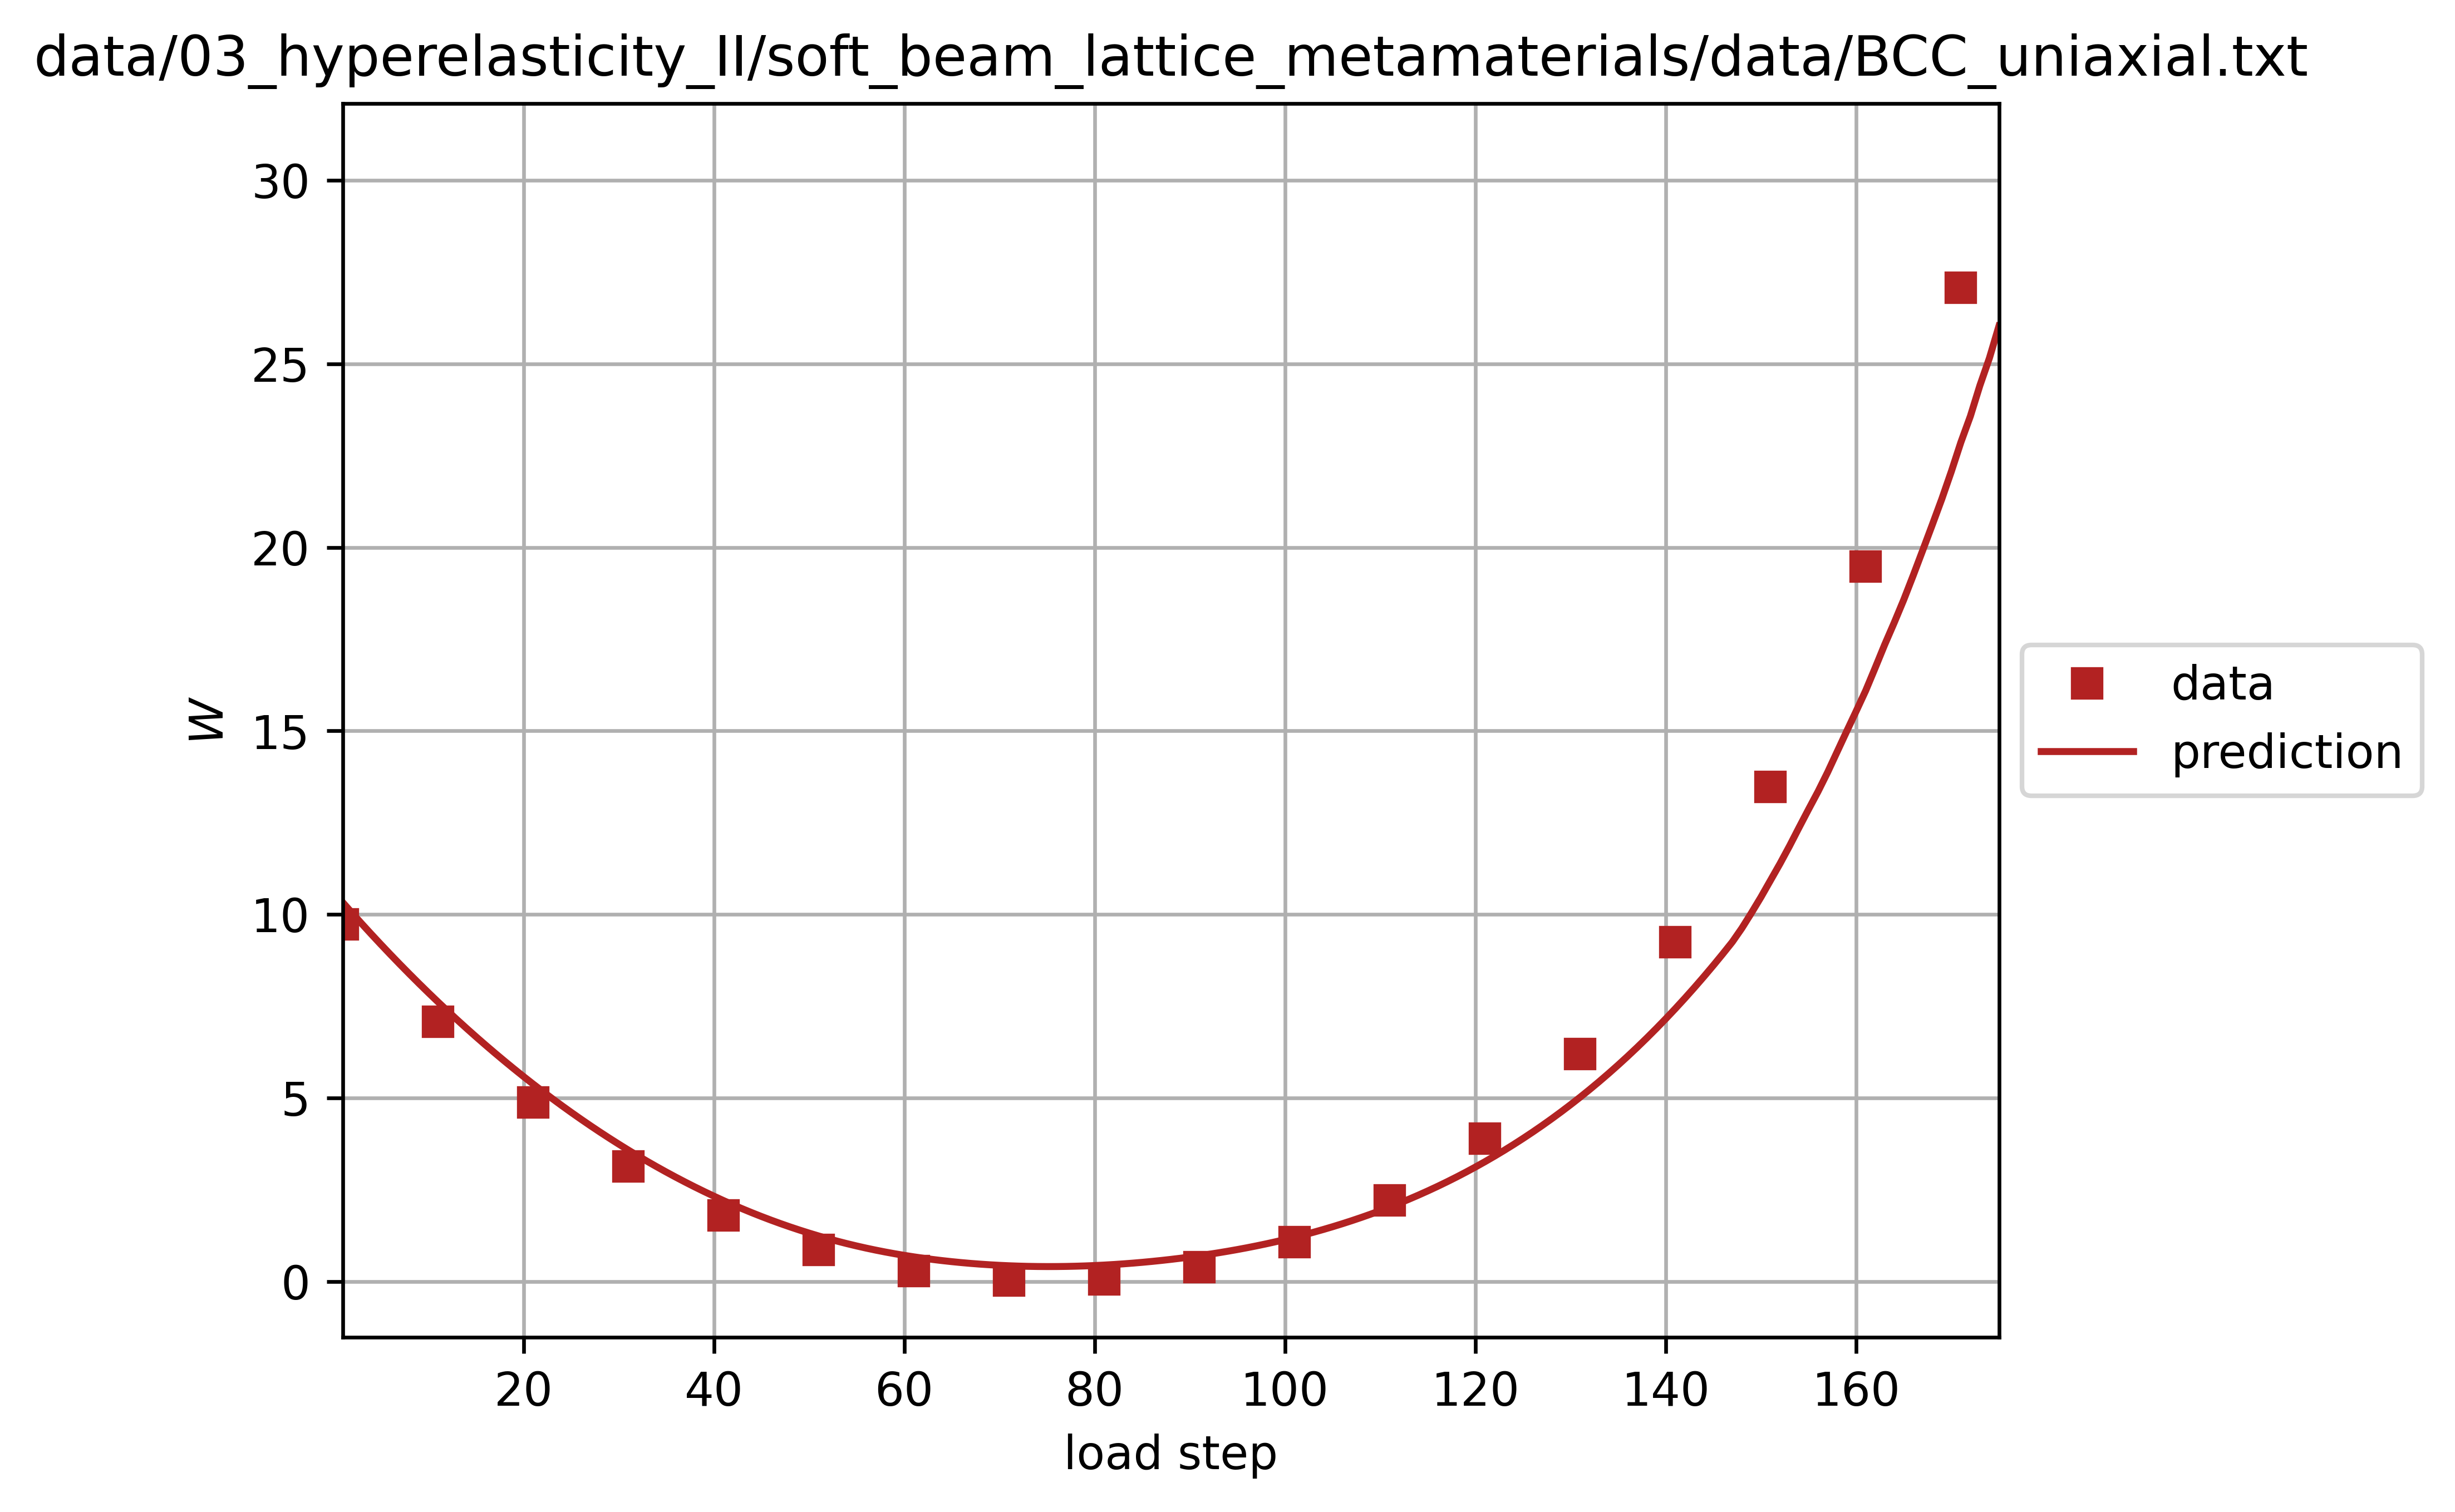 data/03_hyperelasticity_II/soft_beam_lattice_metamaterials/data/BCC_uniaxial.txt
30
25
20
15
10
5
0
W
data
prediction
20 40 60 80 100 120 140 160
load step